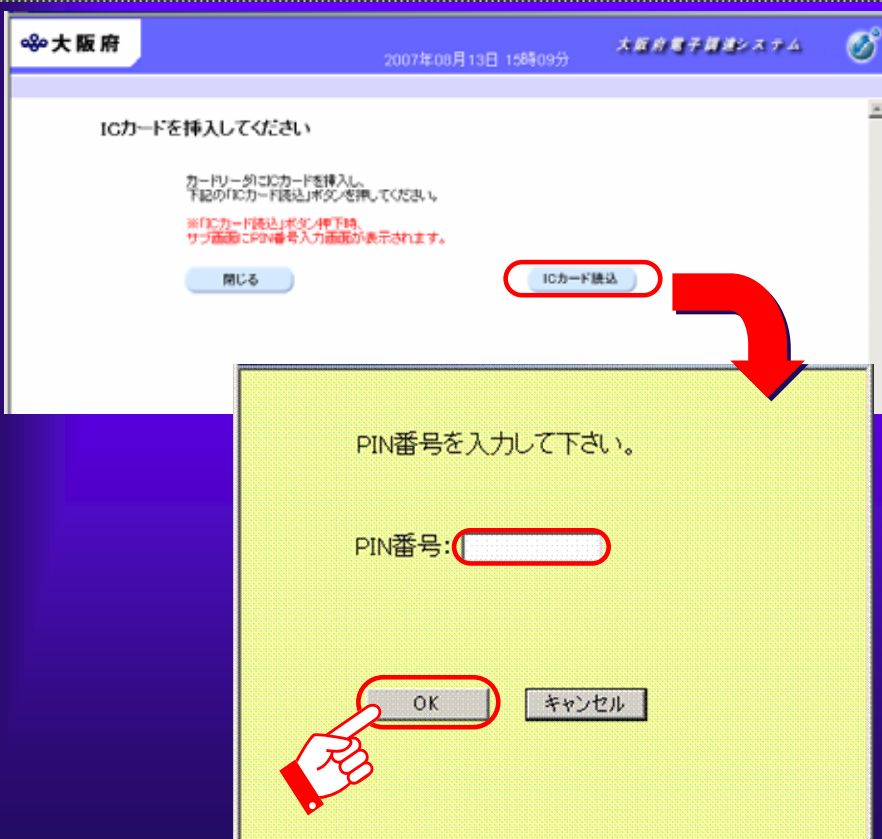 大阪府
2007年08月13日 15時09分
大阪府電子調達システム
ICカードを挿入してください
カードリーダにICカードを挿入し、
下記の「ICカード読込」ボタンを押してください。
※「ICカード読込」ボタン押下時、
サブ画面にPIN番号入力画面が表示されます。
閉じる
ICカード読込
PIN番号を入力して下さい。
PIN番号:
OK
キャンセル